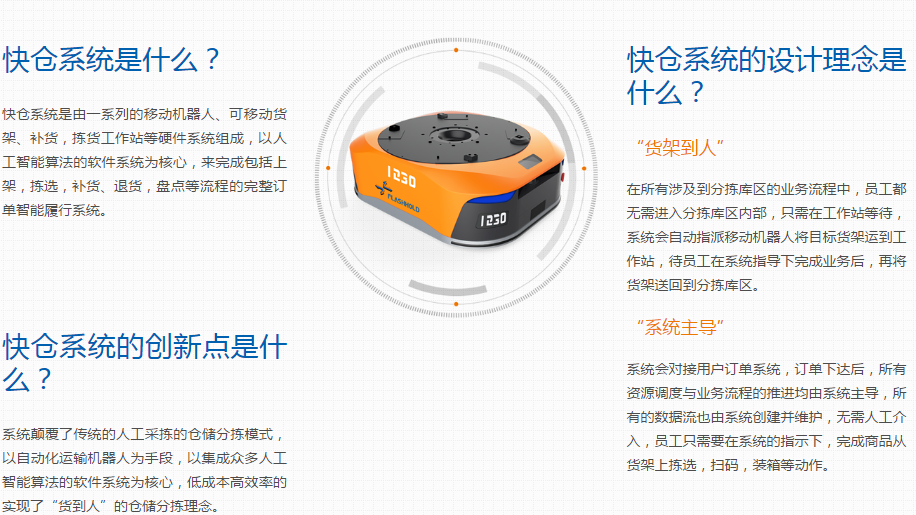 快仓系统是什么？
快仓系统是由一系列的移动机器人、可移动货
架、补货，拣货工作站等硬件系统组成，以人
工智能算法的软件系统为核心，来完成包括上
架，拣选，补货、退货，盘点等流程的完整订
单智能履行系统。
快仓系统的创新点是什
么？
系统颠覆了传统的人工采拣的仓储分拣模式，
以自动化运输机器人为手段，以集成众多人工
智能算法的软件系统为核心，低成本高效率的
实现了“货到人”的仓储分拣理念。
1230
FLASHHOLD
1230
快仓系统的设计理念是
什么？
“货架到人”
在所有涉及到分拣库区的业务流程中，员工都
无需进入分拣库区内部，只需在工作站等待，
系统会自动指派移动机器人将目标货架运到工
作站，待员工在系统指导下完成业务后，再将
货架送回到分拣库区。
“系统主导”
系统会对接用户订单系统，订单下达后，所有
资源调度与业务流程的推进均由系统主导，所
有的数据流也由系统创建并维护，无需人工介
入，员工只需要在系统的指示下，完成商品从
货架上拣选，扫码，装箱等动作。